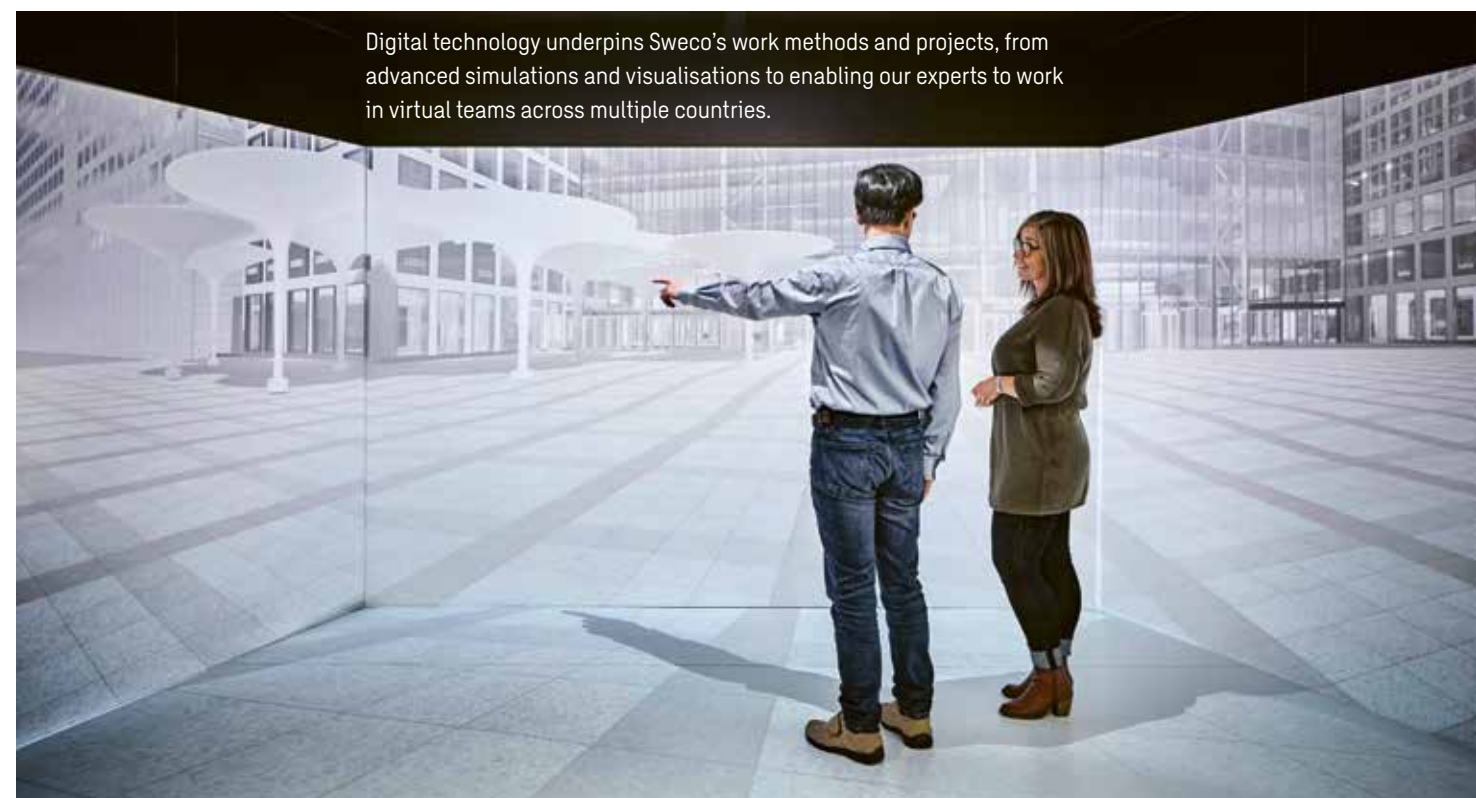 Digital technology underpins Sweco's work methods and projects, from
advanced simulations and visualisations to enabling our experts to work
in virtual teams across multiple countries.